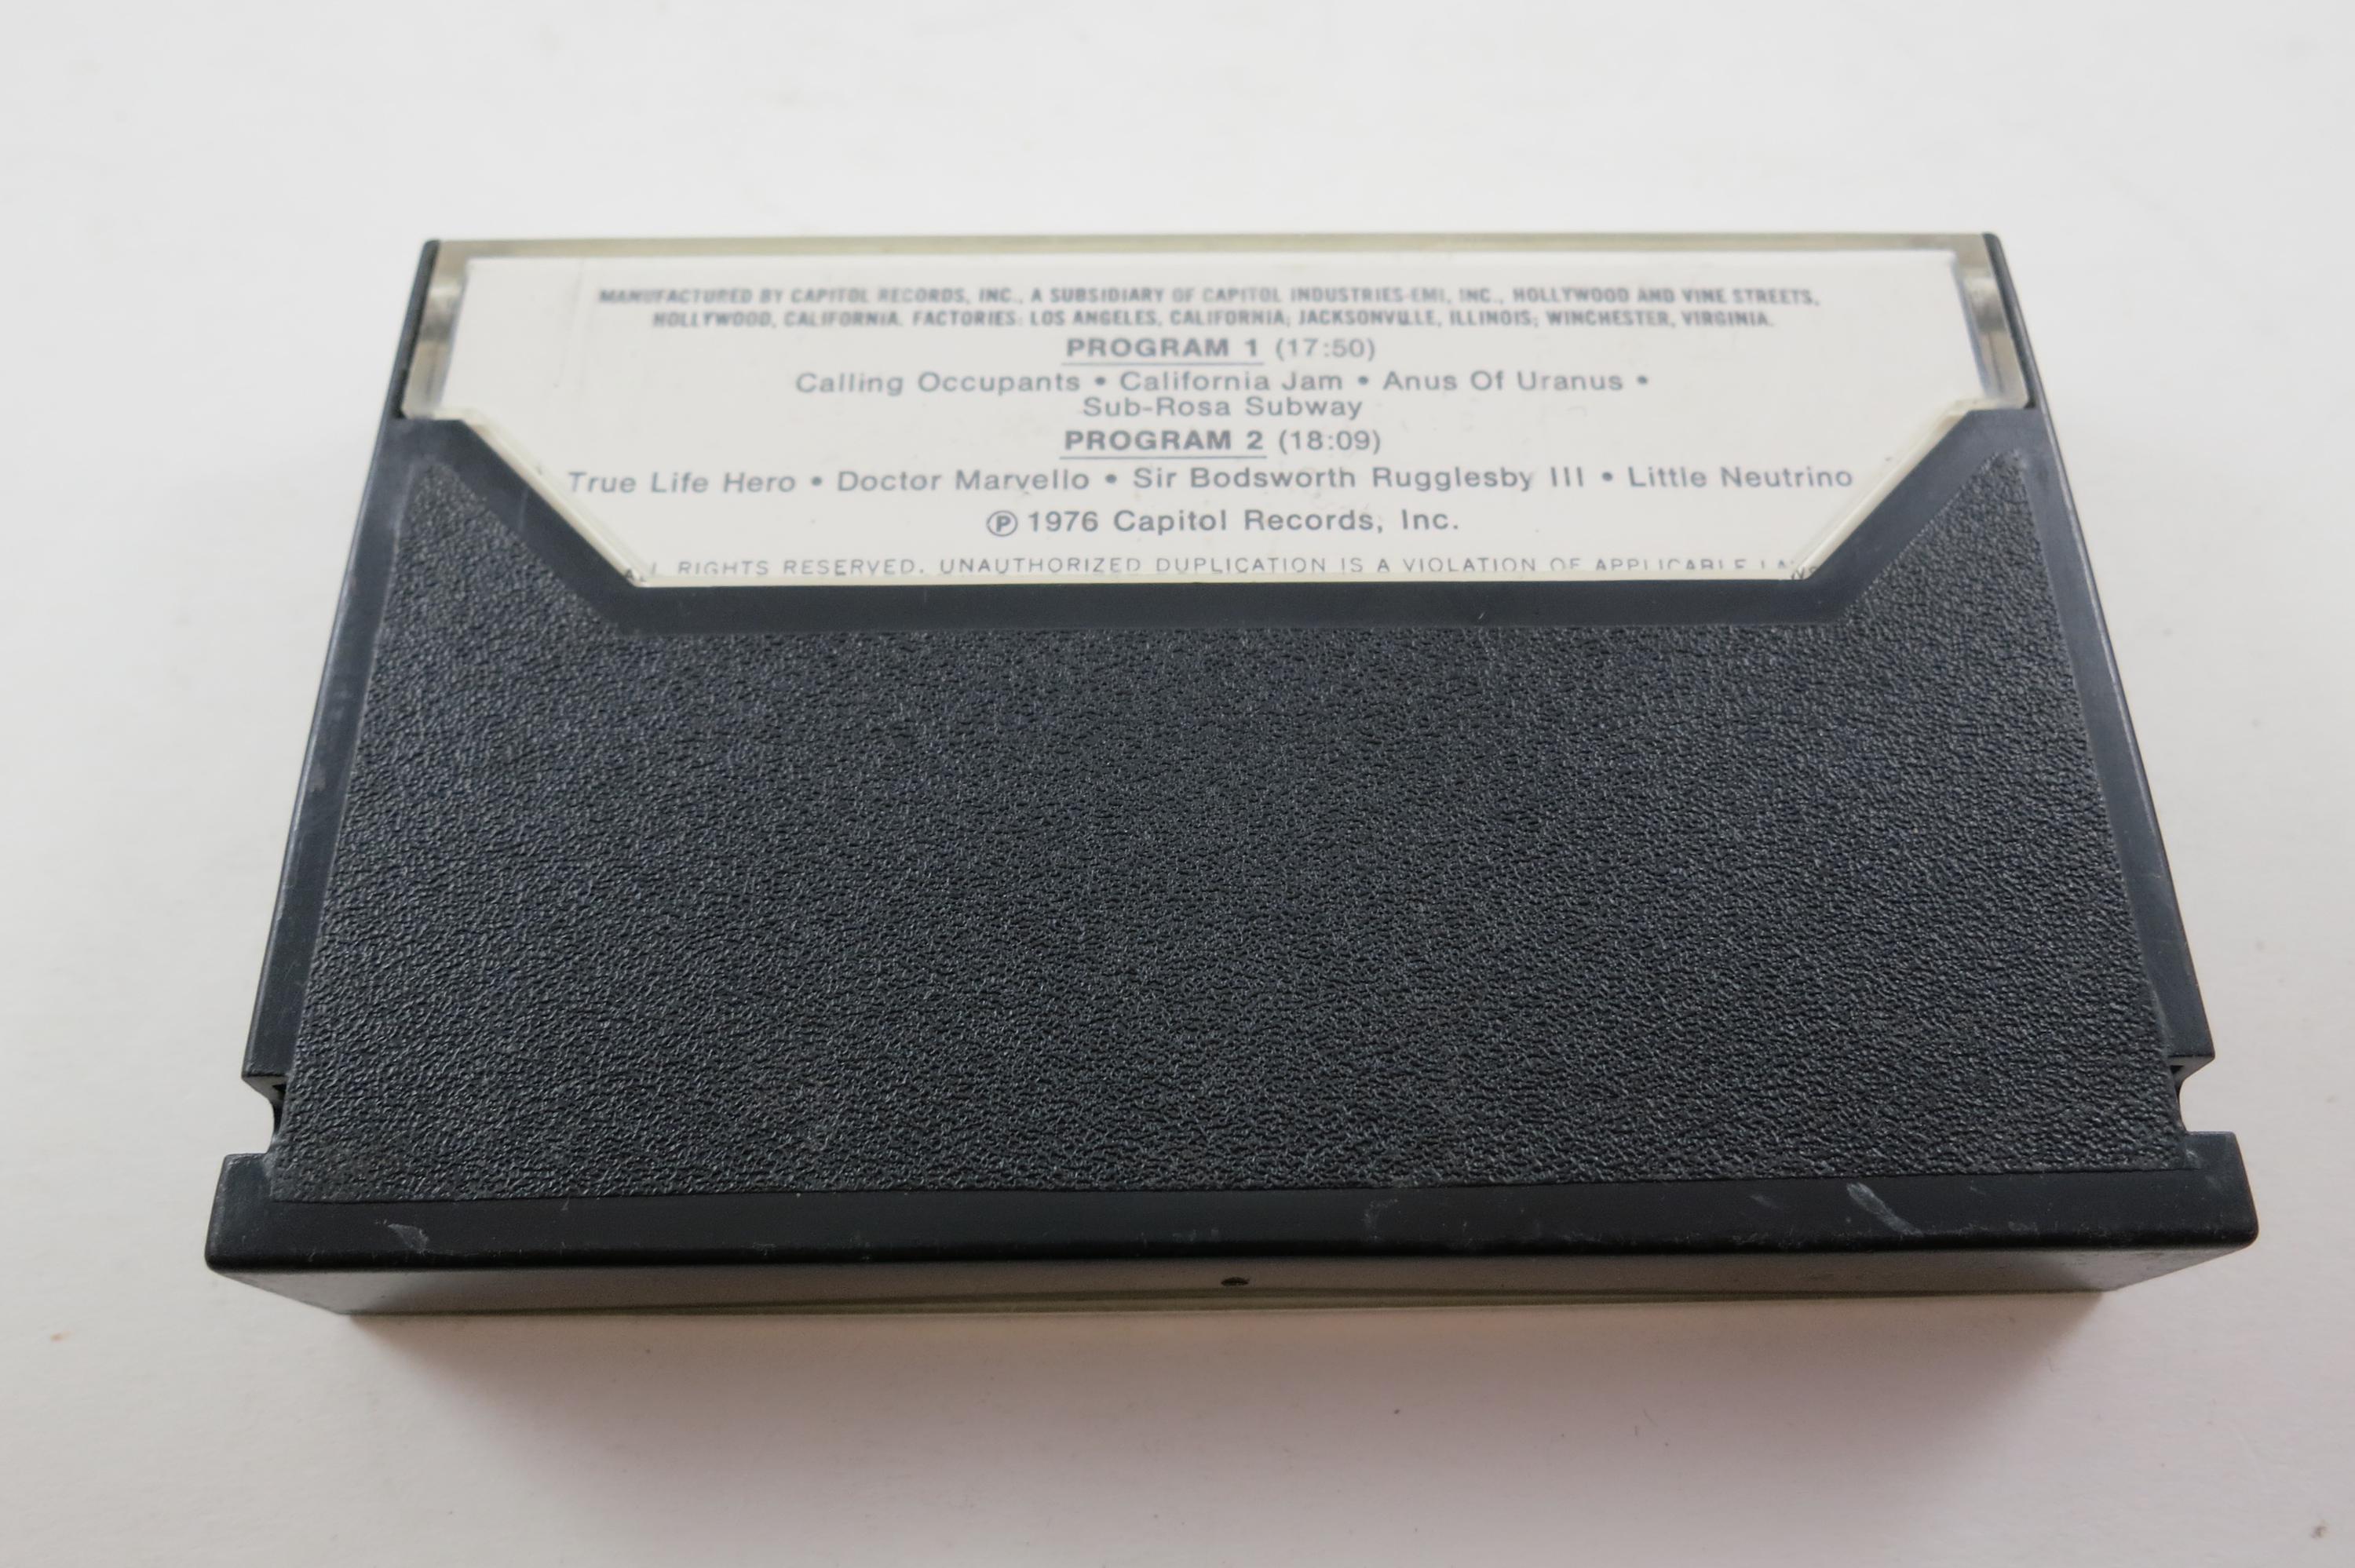 MANUFACTURED BY CAPITOL RECORDS, INC., A SUBSIDIARY OF CAPITOL INDUSTRIES-EMI, INC., HOLLYWOOD AND VINE STREETS,
HOLLYWOOD, CALIFORNIA. FACTORIES: LOS ANGELES, CALIFORNIA; JACKSONVILLE, ILLINOIS; WINCHESTER, VIRGINIA.
PROGRAM 1 (17:50)
Calling Occupants • California Jam • Anus Of Uranus •
Sub-Rosa Subway
PROGRAM 2 (18:09)
True Life Hero • Doctor Marvello • Sir Bodsworth Rugglesby III • Little Neutrino
℗ 1976 Capitol Records, Inc.
ALL RIGHTS RESERVED. UNAUTHORIZED DUPLICATION IS A VIOLATION OF APPLICABLE LAWS